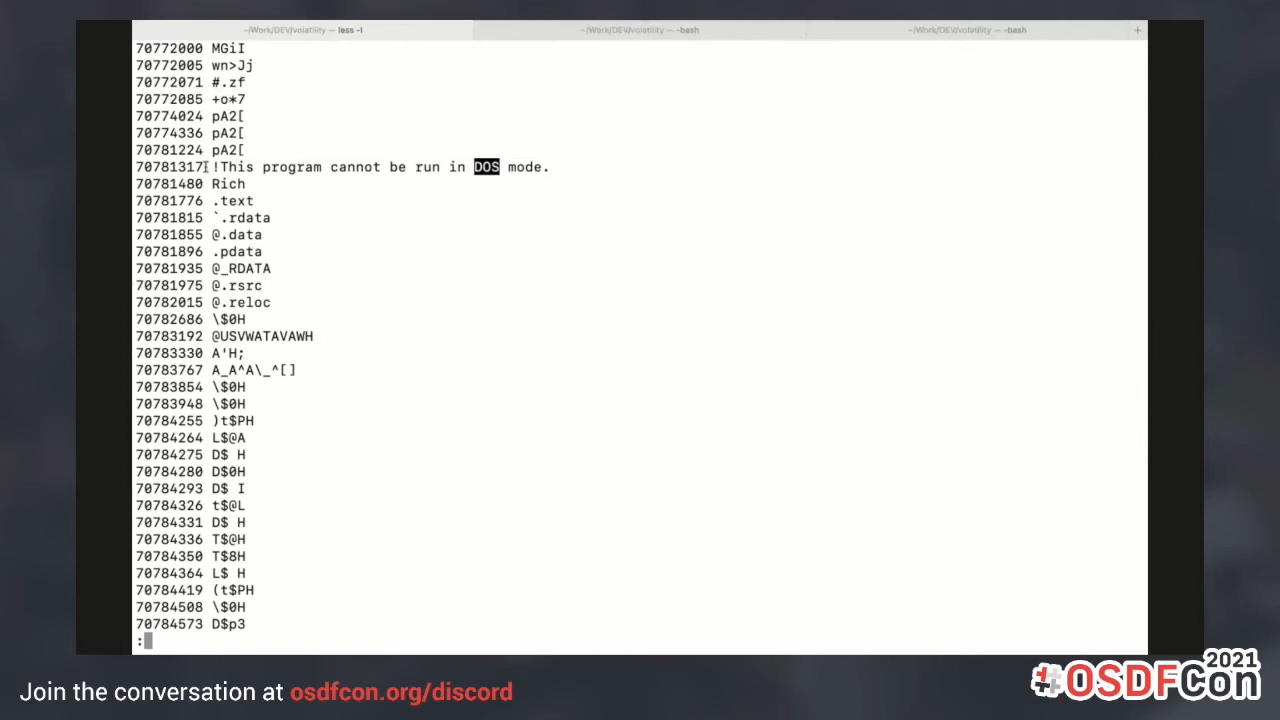 ~/Work/DEV/volatility — less -i
~/Work/DEV/volatility — -bash
~/Work/DEV/volatility — -bash
+
70772000 MGiI
70772005 wn>Jj
70772071 #.zf
70772085 +o*7
70774024 pA2[
70774336 pA2[
70781224 pA2[
70781317 !This program cannot be run in DOS mode.
70781480 Rich
70781776 .text
70781815 `.rdata
70781855 @.data
70781896 .pdata
70781935 @_RDATA
70781975 @.rsrc
70782015 @.reloc
70782686 \$0H
70783192 @USVWATAVAWH
70783330 A'H;
70783767 A_A^A\_^[]
70783854 \$0H
70783948 \$0H
70784255 )t$PH
70784264 L$@A
70784275 D$ H
70784280 D$0H
70784293 D$ I
70784326 t$@L
70784331 D$ H
70784336 T$@H
70784350 T$8H
70784364 L$ H
70784419 (t$PH
70784508 \$0H
70784573 D$p3
:
Join the conversation at osdfcon.org/discord
2021
OSDFCon